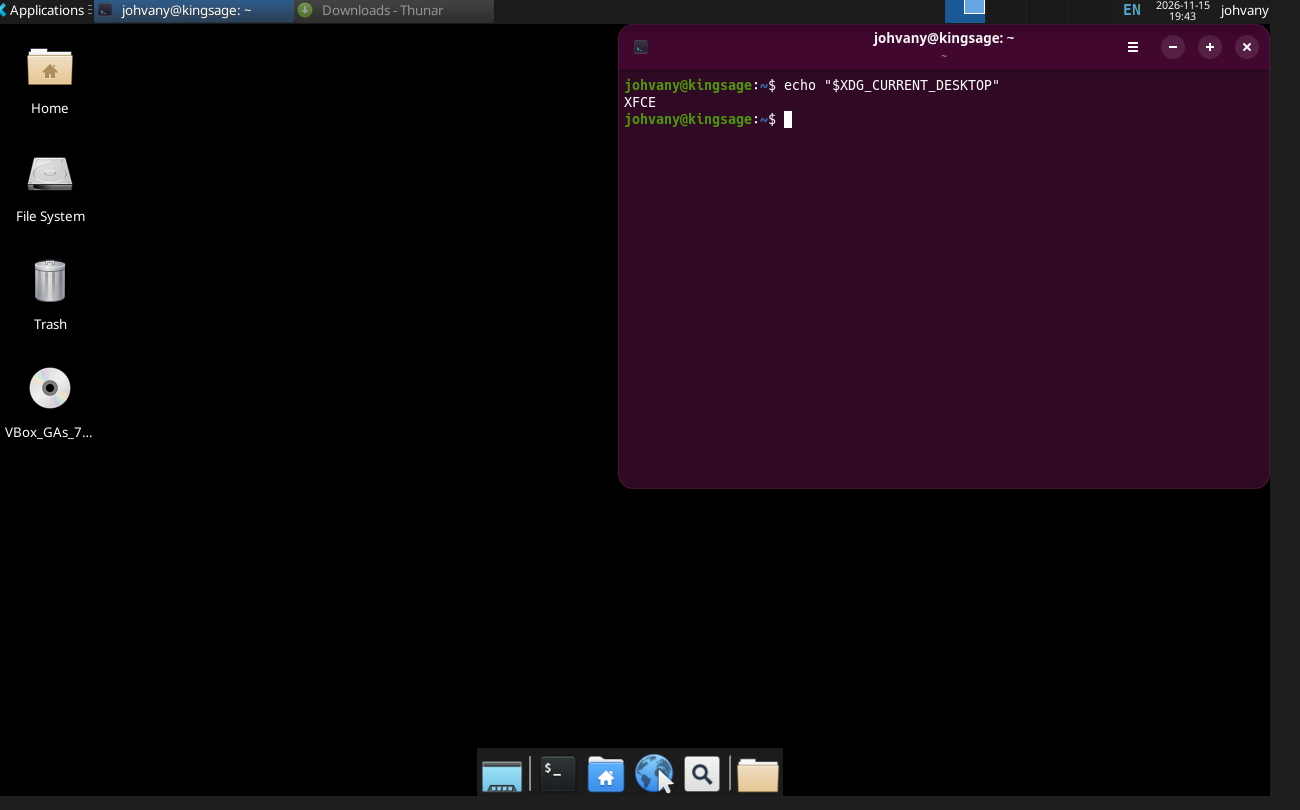 Applications
johvany@kingsage: ~
Downloads - Thunar
EN
2026-11-15
19:43
johvany
Home
File System
Trash
VBox_GAs_7...
johvany@kingsage: ~
~
johvany@kingsage:~$ echo "$XDG_CURRENT_DESKTOP"
XFCE
johvany@kingsage:~$
$_